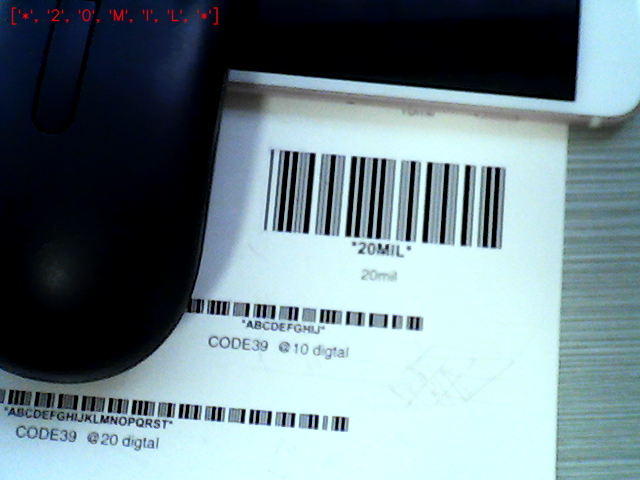 ['*', '2', '0', 'M', 'I', 'L', '*']
*20MIL*
20mil
*ABCDEFGHIJ*
CODE39 @10 digtal
*ABCDEFGHIJKLMNOPQRST*
CODE39 @20 digtal